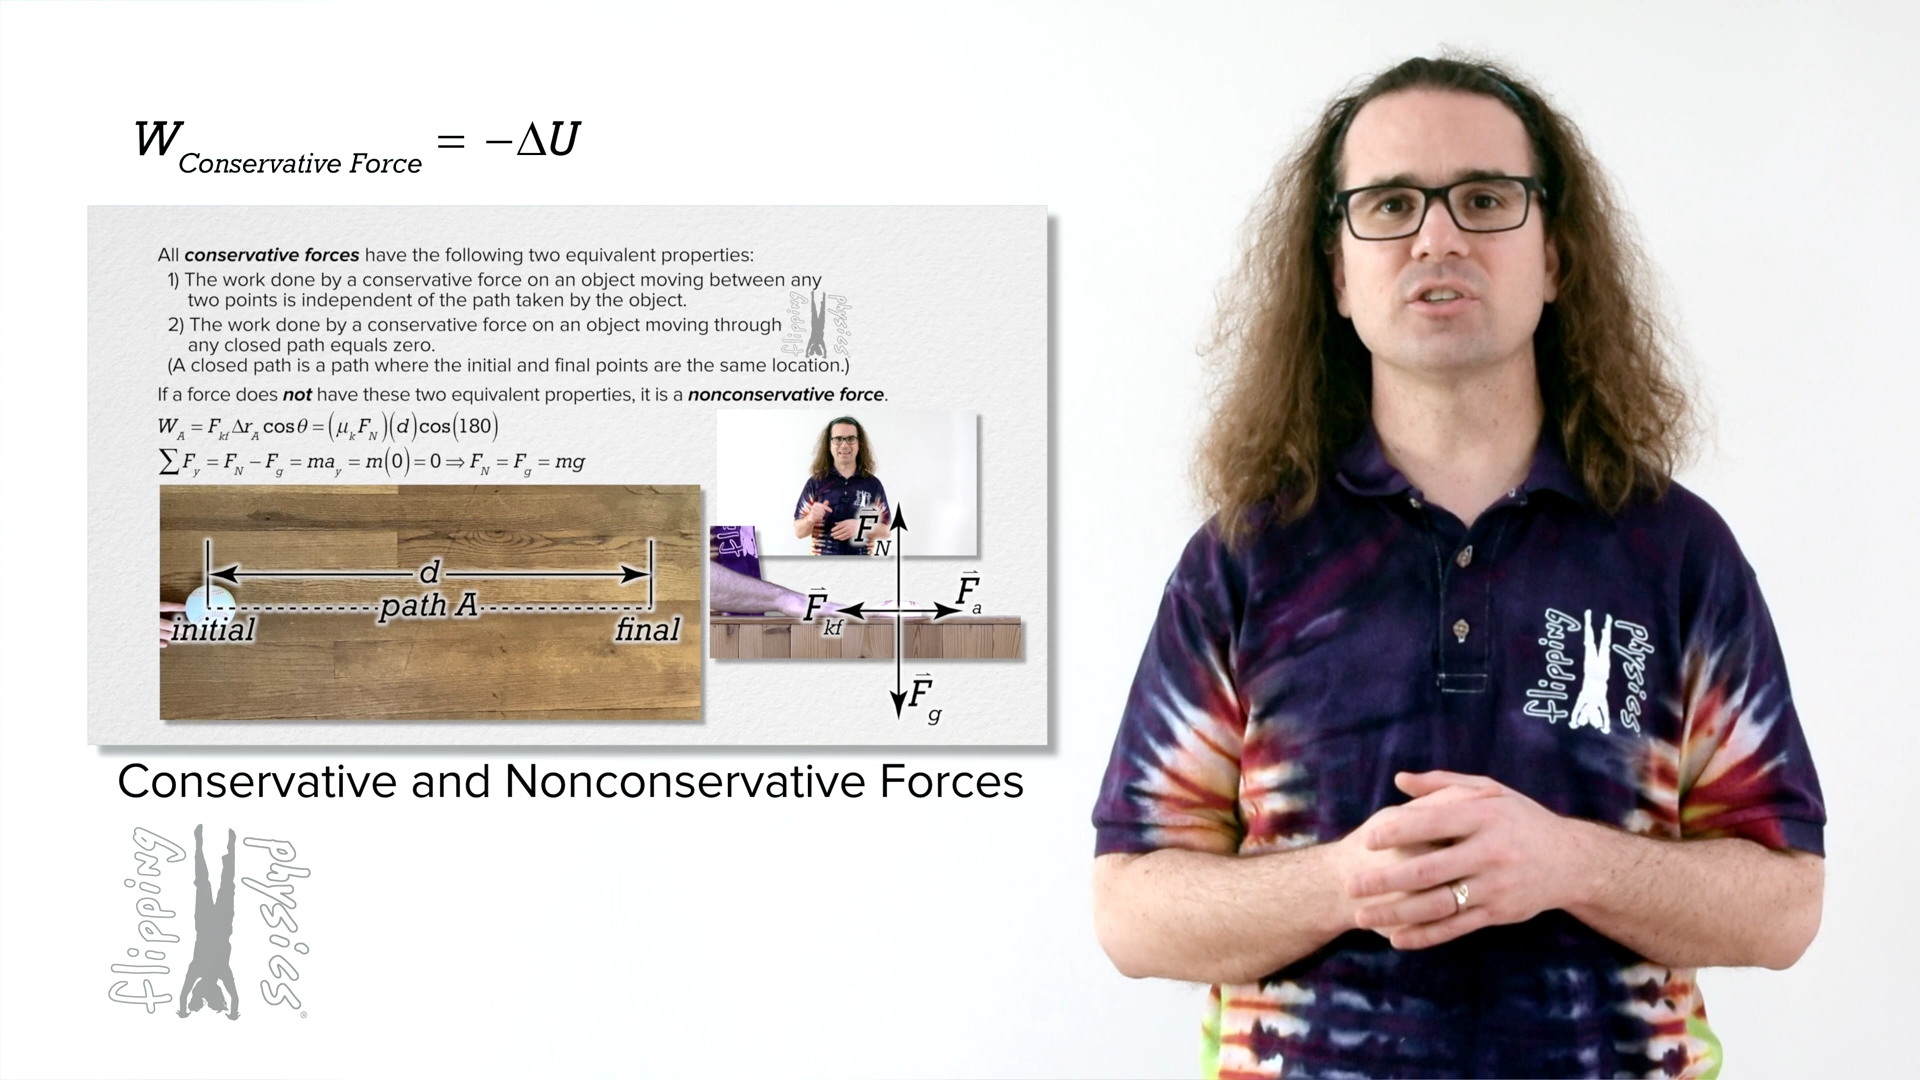 W_Conservative Force = −ΔU
All conservative forces have the following two equivalent properties:
1) The work done by a conservative force on an object moving between any
two points is independent of the path taken by the object.
2) The work done by a conservative force on an object moving through
any closed path equals zero.
(A closed path is a path where the initial and final points are the same location.)
If a force does not have these two equivalent properties, it is a nonconservative force.
W_A = F_kf Δr_A cosθ = (μ_k F_N)(d)cos(180)
∑F_y = F_N − F_g = ma_y = m(0) = 0 ⇒ F_N = F_g = mg
flipping physics
d
path A
initial
final
F_N
F_a
F_kf
F_g
Conservative and Nonconservative Forces
flipping physics®
flipping physics